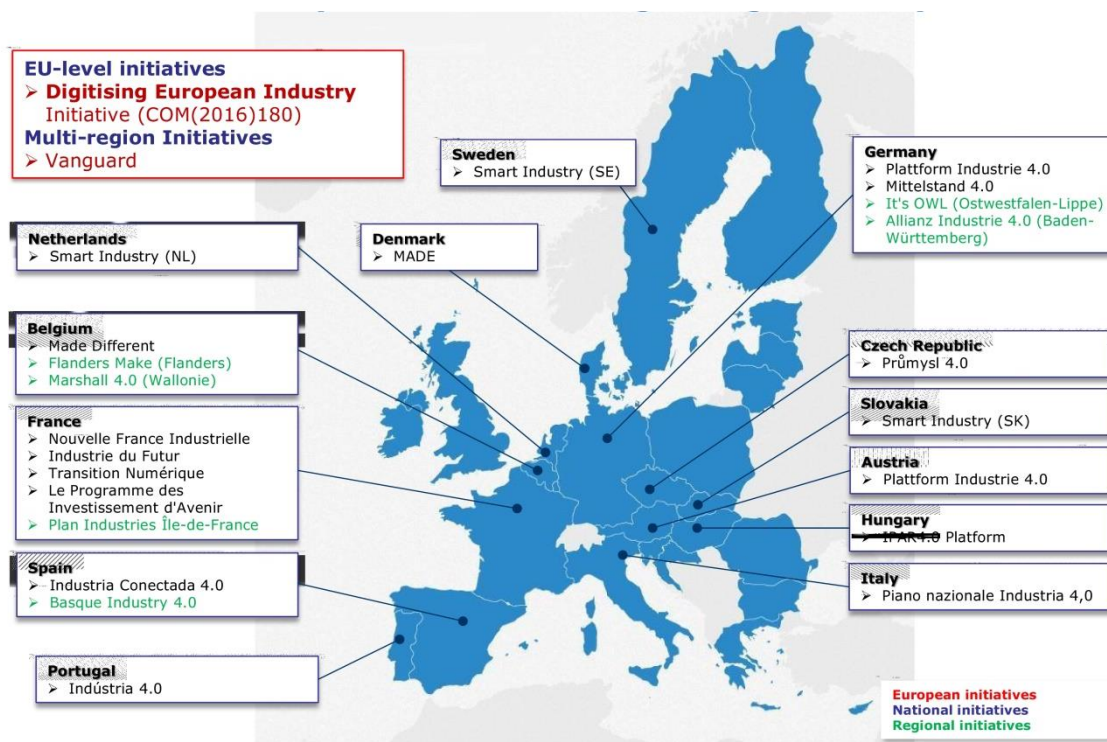 EU-level initiatives
➢ Digitising European Industry
Initiative (COM(2016)180)
Multi-region Initiatives
➢ Vanguard
Sweden
➢ Smart Industry (SE)
Germany
➢ Plattform Industrie 4.0
➢ Mittelstand 4.0
➢ It's OWL (Ostwestfalen-Lippe)
➢ Allianz Industrie 4.0 (Baden-
Württemberg)
Netherlands
➢ Smart Industry (NL)
Denmark
➢ MADE
Belgium
➢ Made Different
➢ Flanders Make (Flanders)
➢ Marshall 4.0 (Wallonie)
Czech Republic
➢ Průmysl 4.0
Slovakia
➢ Smart Industry (SK)
France
➢ Nouvelle France Industrielle
➢ Industrie du Futur
➢ Transition Numérique
➢ Le Programme des
Investissement d'Avenir
➢ Plan Industries Île-de-France
Austria
➢ Plattform Industrie 4.0
Hungary
➢ IPAR4.0 Platform
Spain
➢ Industria Conectada 4.0
➢ Basque Industry 4.0
Italy
➢ Piano nazionale Industria 4,0
Portugal
➢ Indústria 4.0
European initiatives
National initiatives
Regional initiatives